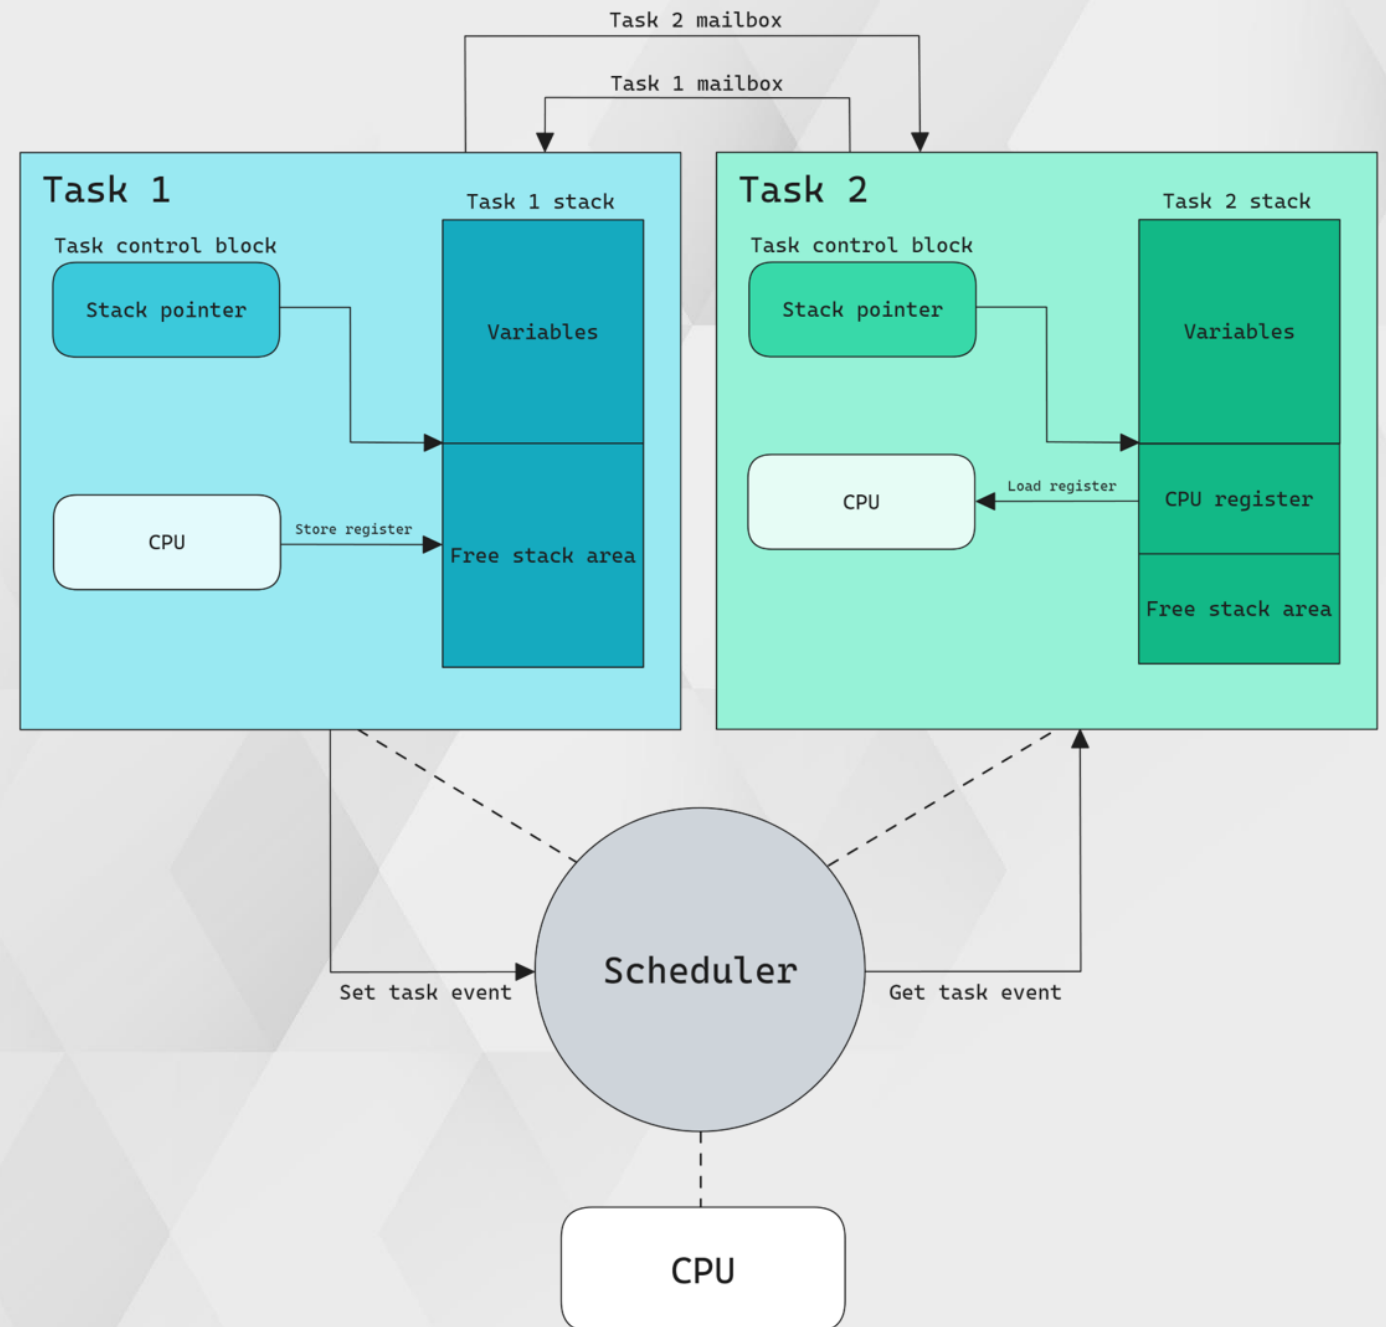 Task 2 mailbox
Task 1 mailbox
Task 1
Task 1 stack
Task control block
Stack pointer
Variables
CPU
Store register
Free stack area
Task 2
Task 2 stack
Task control block
Stack pointer
Variables
CPU
Load register
CPU register
Free stack area
Scheduler
Set task event
Get task event
CPU